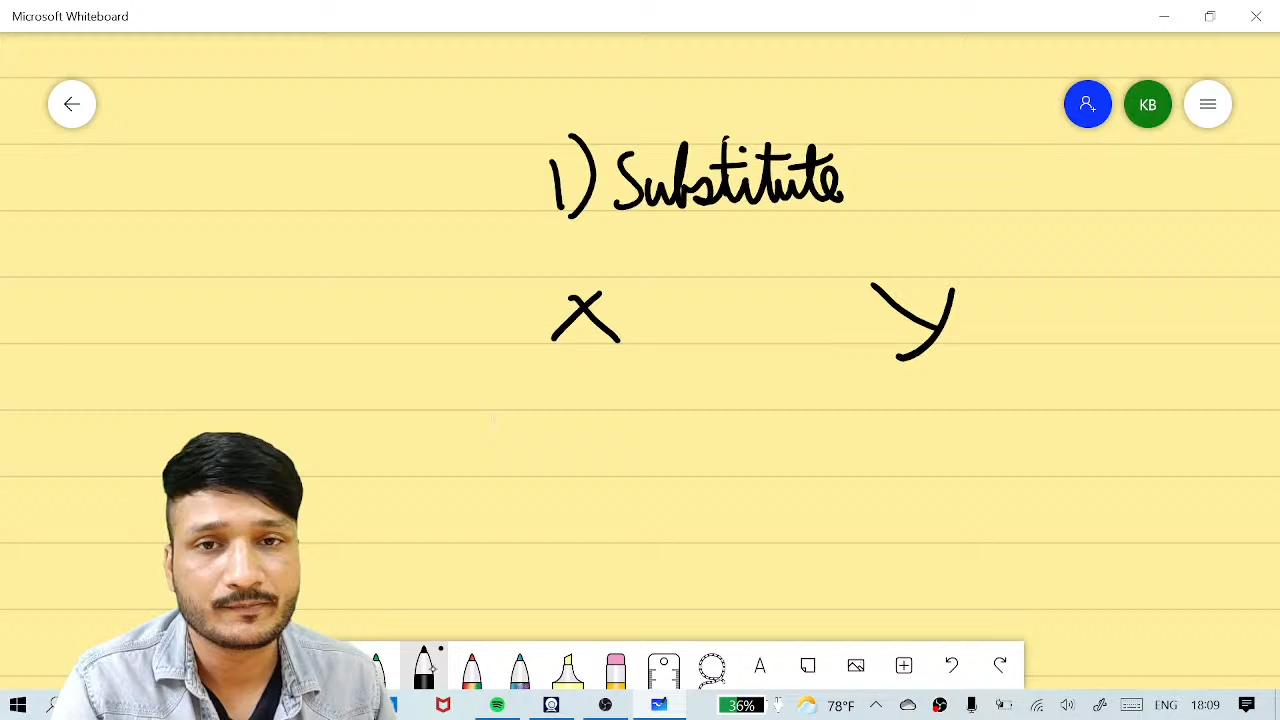 Microsoft Whiteboard
KB
1) Substitute
x y
A
36% 78°F ENG 18:09